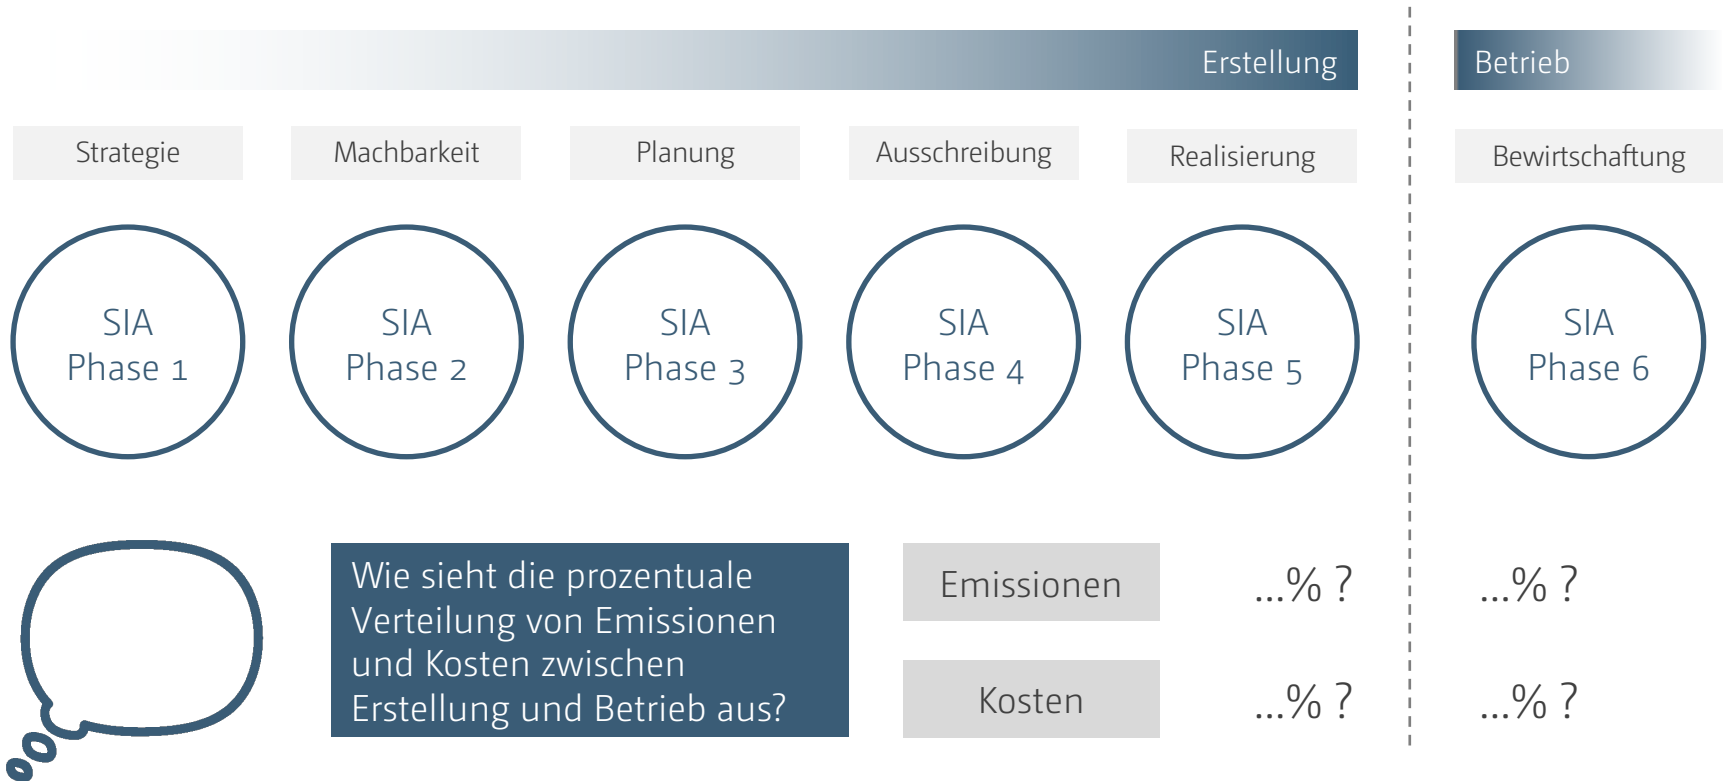 Erstellung
Betrieb
Strategie
Machbarkeit
Planung
Ausschreibung
Realisierung
Bewirtschaftung
SIA
Phase 1
SIA
Phase 2
SIA
Phase 3
SIA
Phase 4
SIA
Phase 5
SIA
Phase 6
Wie sieht die prozentuale
Verteilung von Emissionen
und Kosten zwischen
Erstellung und Betrieb aus?
Emissionen
...% ?
...% ?
Kosten
...% ?
...% ?